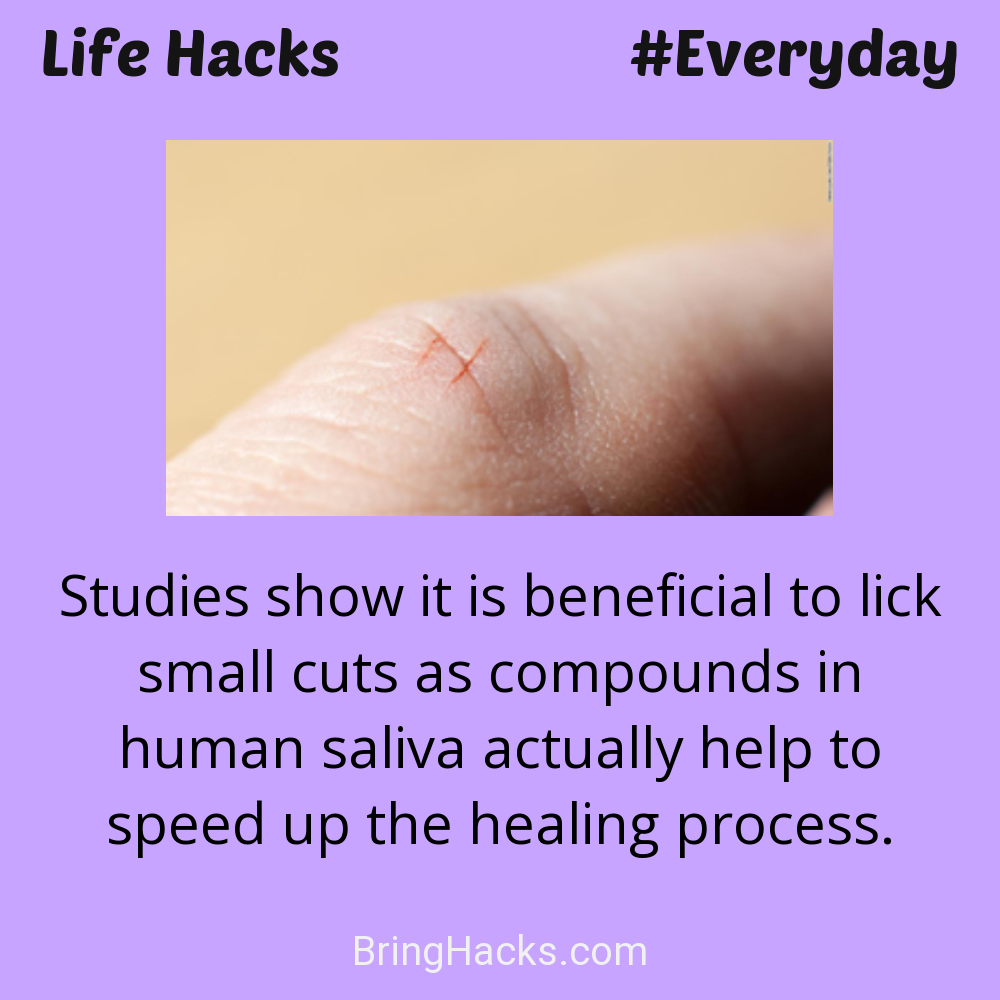 Life Hacks #Everyday
Studies show it is beneficial to lick
small cuts as compounds in
human saliva actually help to
speed up the healing process.
BringHacks.com